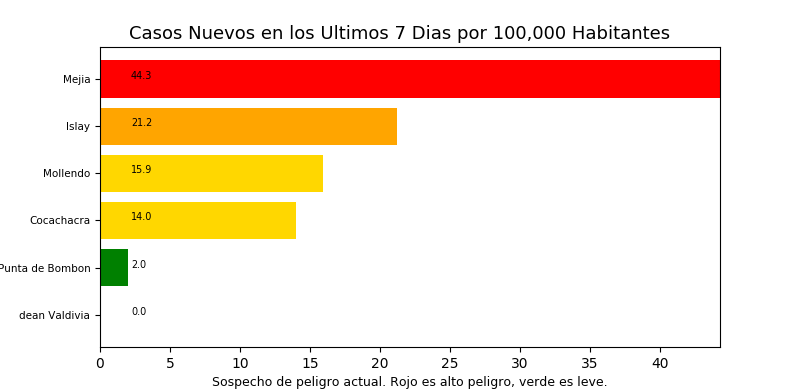 Casos Nuevos en los Ultimos 7 Dias por 100,000 Habitantes
Mejia 44.3
Islay 21.2
Mollendo 15.9
Cocachacra 14.0
Punta de Bombon 2.0
dean Valdivia 0.0
0 5 10 15 20 25 30 35 40
Sospecho de peligro actual. Rojo es alto peligro, verde es leve.